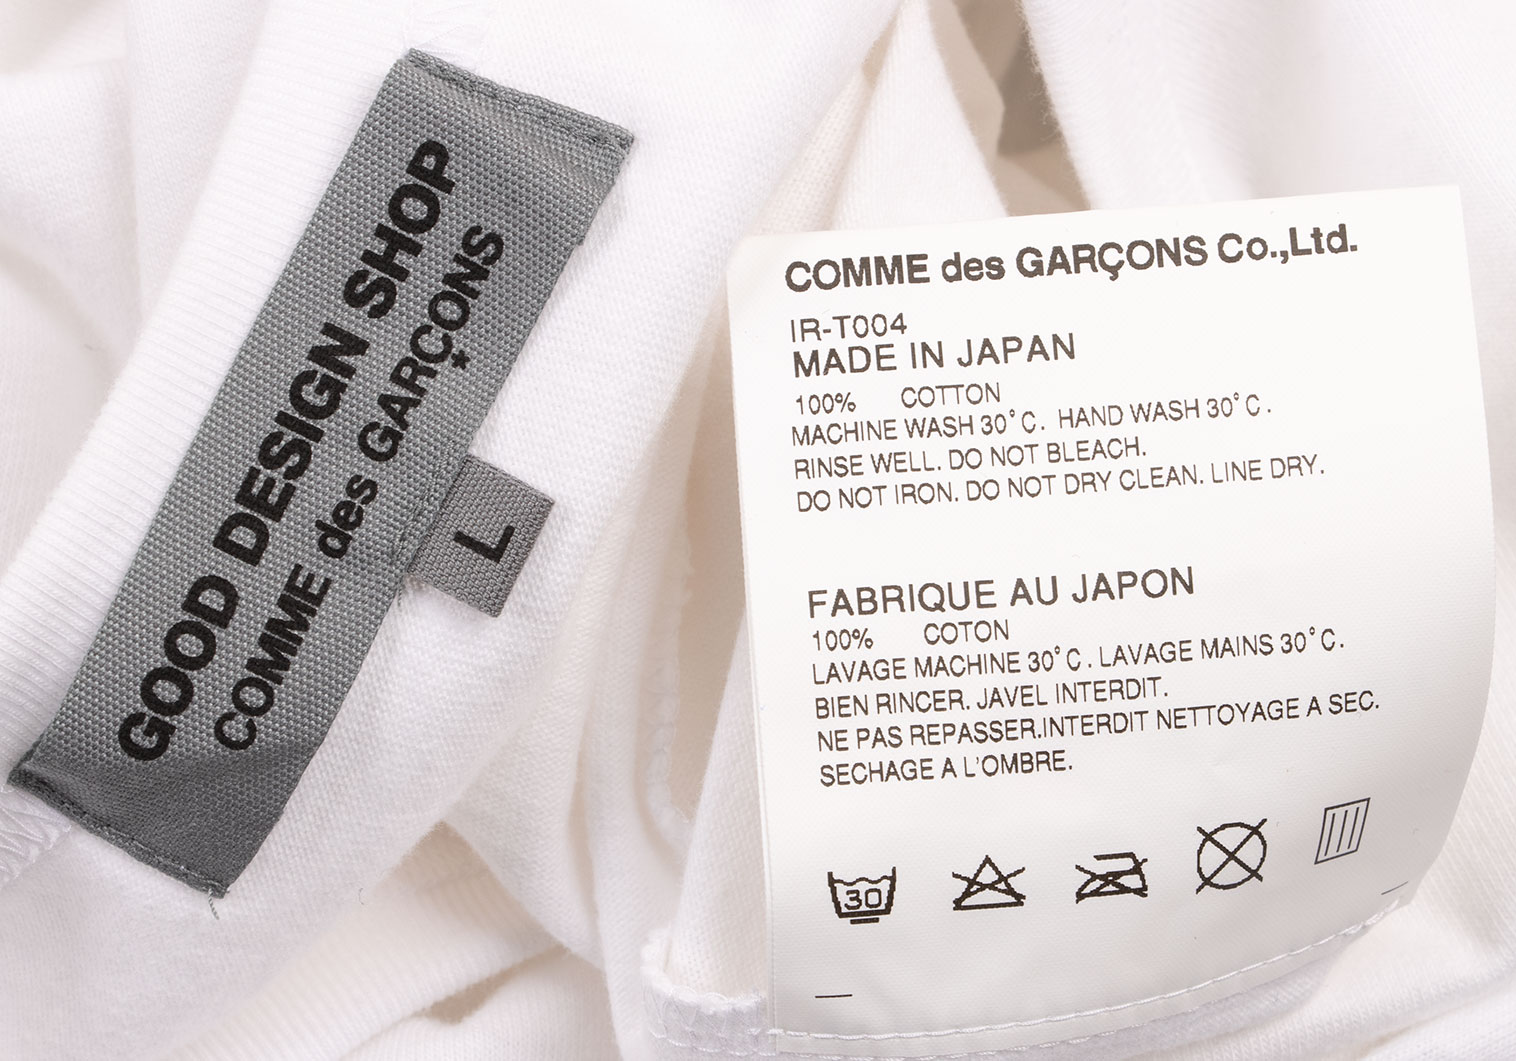 GOOD DESIGN SHOP
COMME des GARÇONS
L
COMME des GARÇONS Co.,Ltd.
IR-T004
MADE IN JAPAN
100% COTTON
MACHINE WASH 30°C. HAND WASH 30°C.
RINSE WELL. DO NOT BLEACH.
DO NOT IRON. DO NOT DRY CLEAN. LINE DRY.
FABRIQUE AU JAPON
100% COTON
LAVAGE MACHINE 30°C. LAVAGE MAINS 30°C.
BIEN RINCER. JAVEL INTERDIT.
NE PAS REPASSER.INTERDIT NETTOYAGE A SEC.
SECHAGE A L'OMBRE.
30